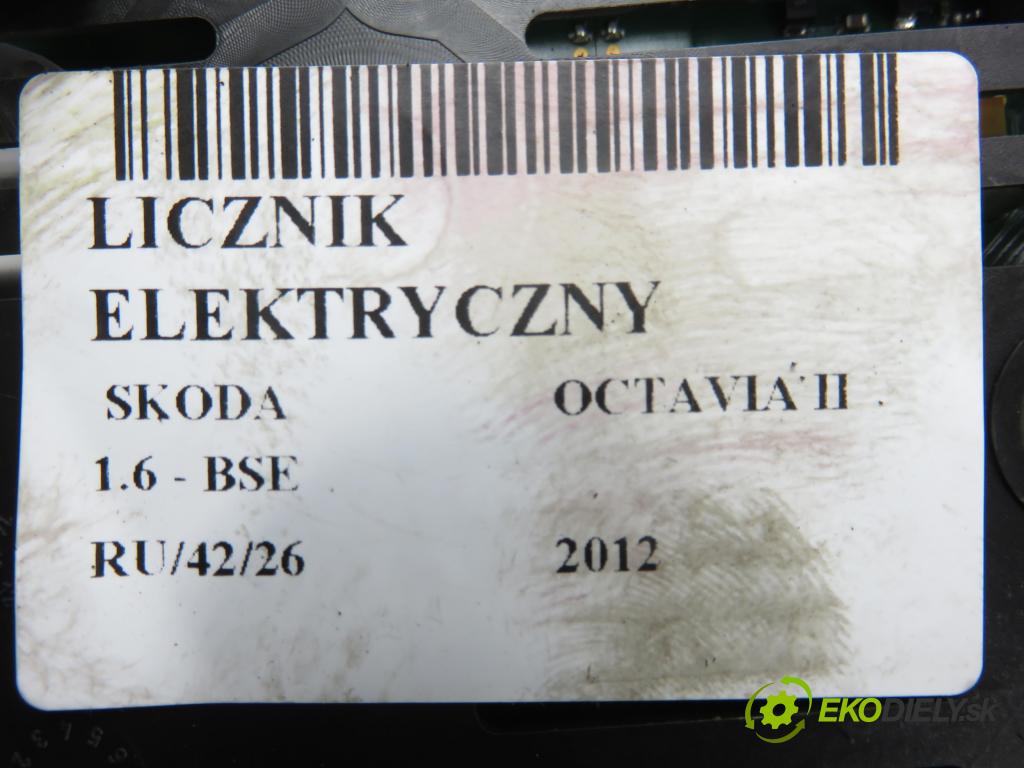 LICZNIK
ELEKTRYCZNY
SKODA OCTAVIA II
1.6 - BSE
RU/42/26 2012
EKODIELY.sk